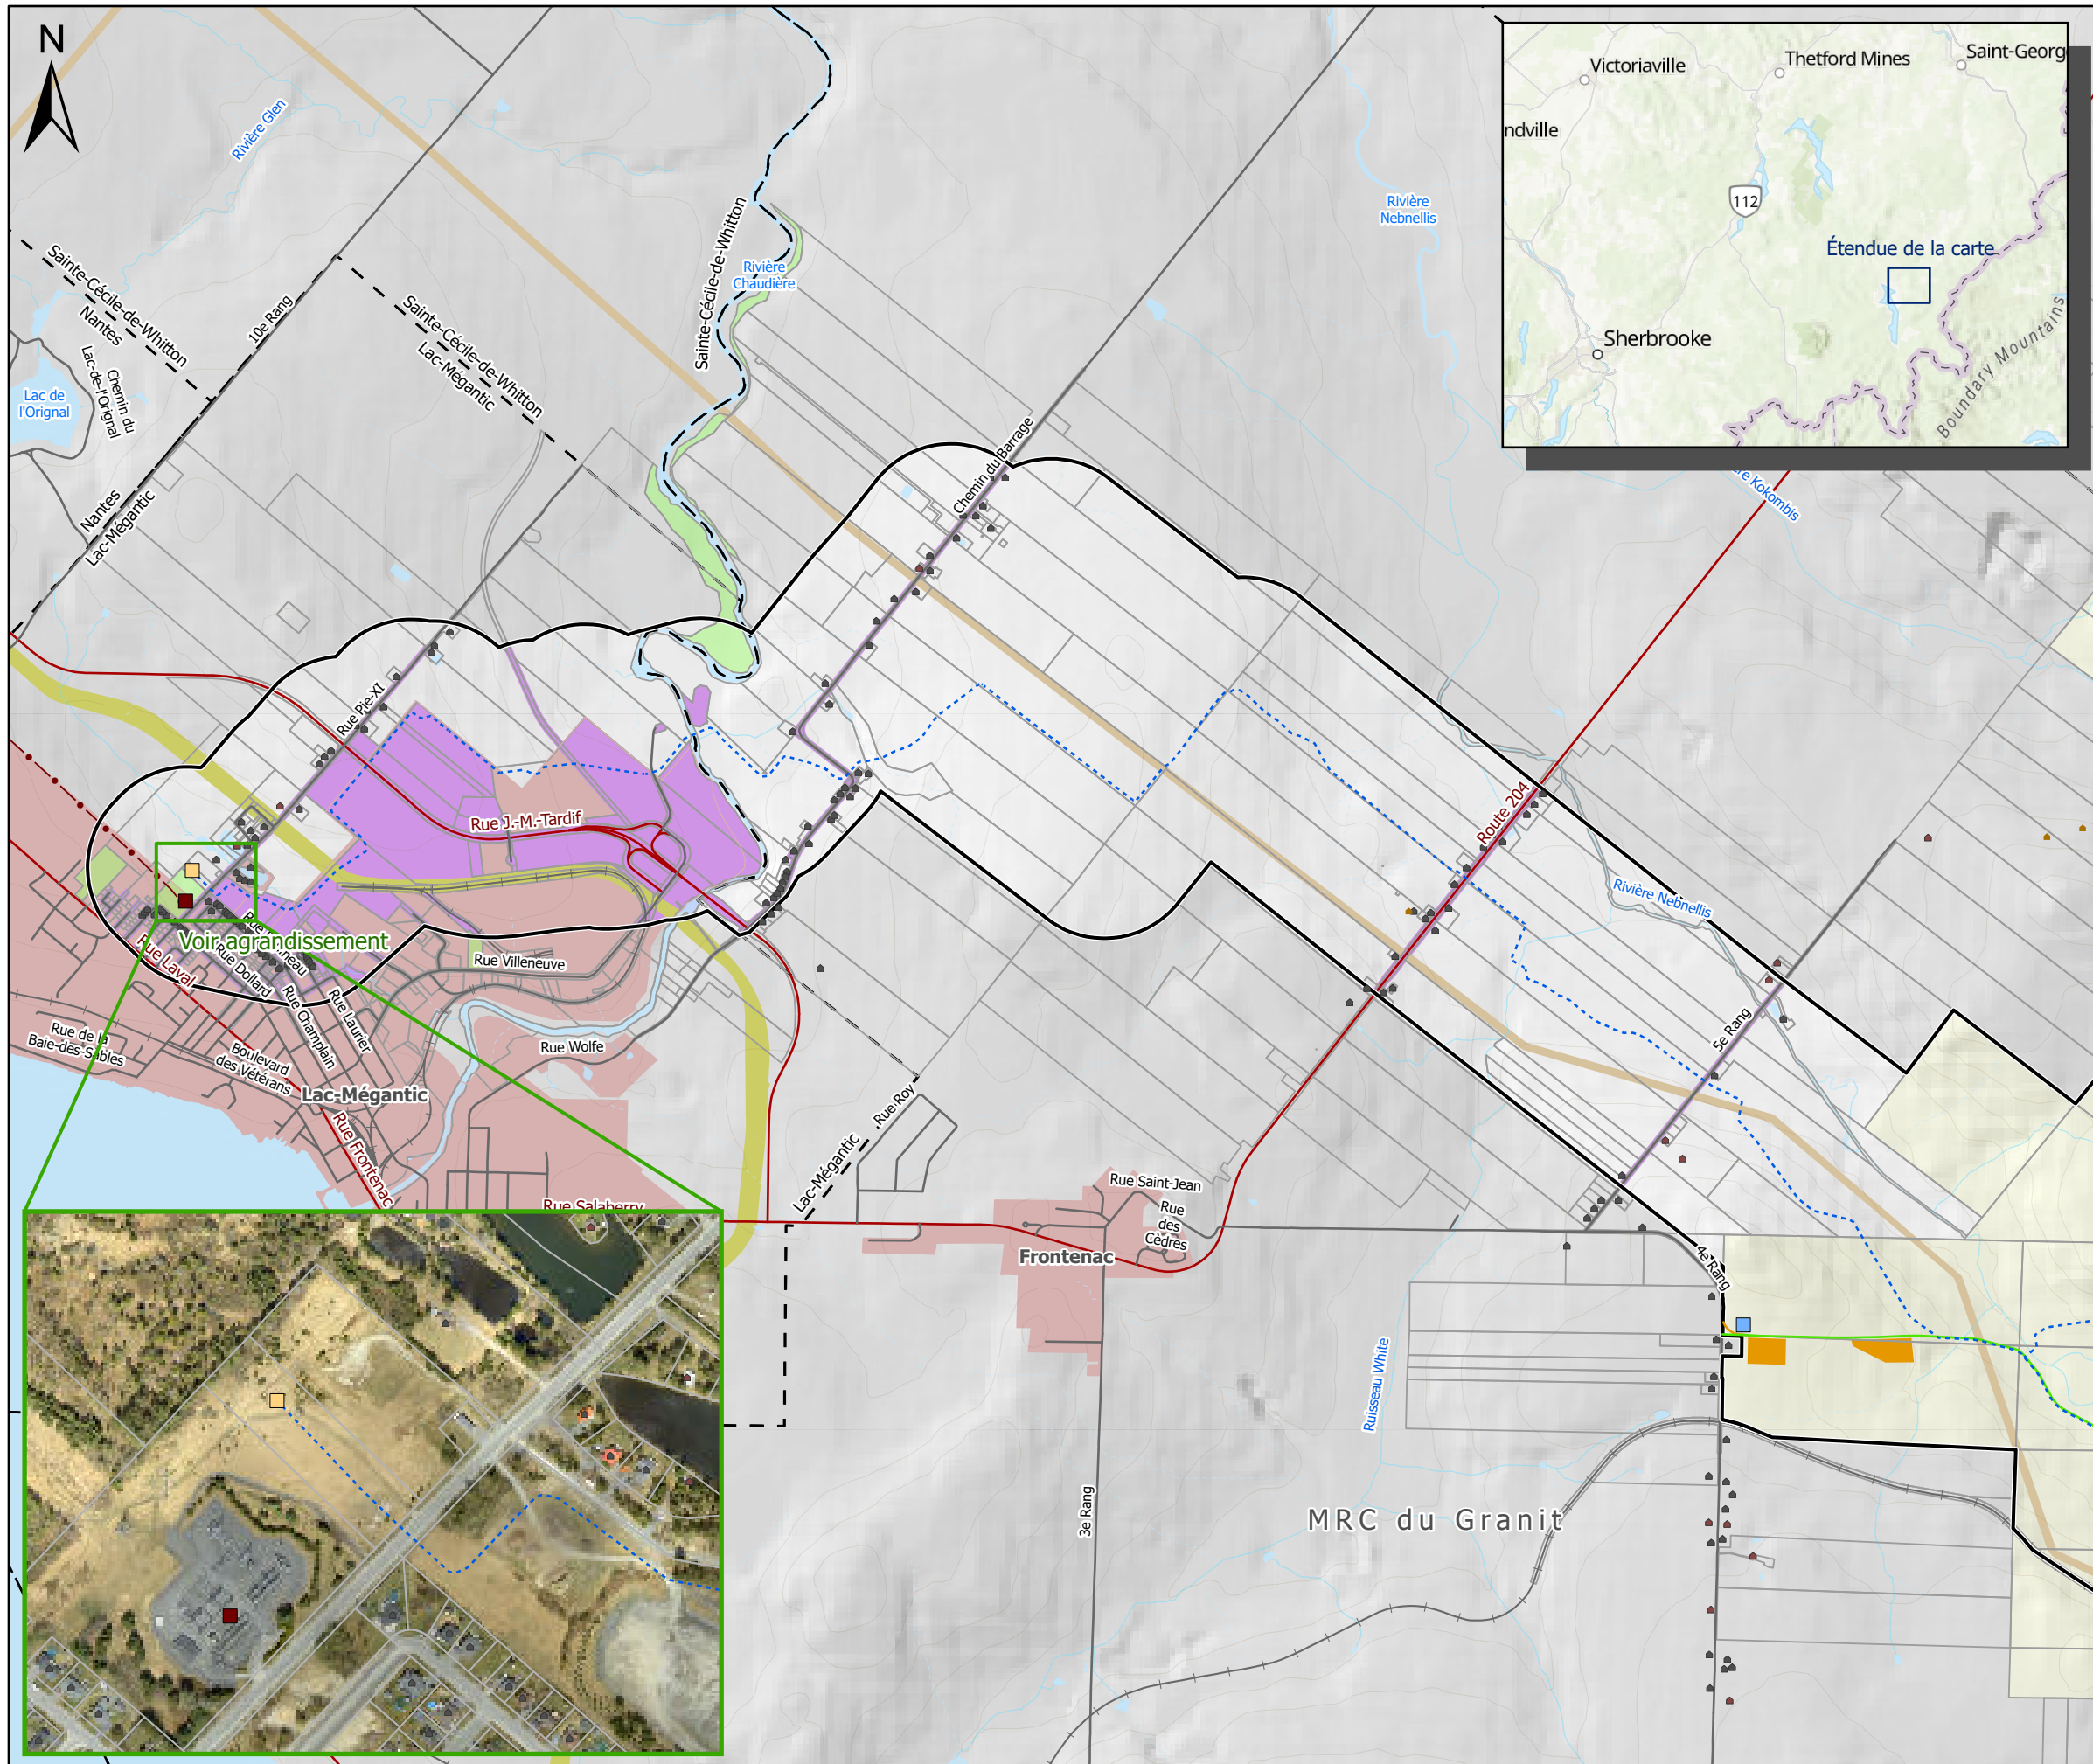 N
Victoriaville
Thetford Mines
Saint-Georg
ndville
112
Étendue de la carte
Sherbrooke
Boundary Mountains
Rivière Glen
Rivière
Nebnellis
Sainte-Cécile-de-Whitton
Rivière
Chaudière
Sainte-Cécile-de-Whitton
Nantes
10e Rang
Sainte-Cécile-de-Whitton
Lac-Mégantic
Chemin du
Lac-de-l'Orignal
Lac de
l'Orignal
Nantes
Lac-Mégantic
Chemin du Barrage
re Kokombis
Rue Pie-XI
Rue J.-M.-Tardif
Route 204
Rivière Nebnellis
Voir agrandissement
Rue Laval
Rue Dollard
Rue Villeneuve
Rue Champlain
Rue Laurier
5e Rang
Rue de la
Baie-des-Sables
Boulevard
des Vétérans
Rue Wolfe
Lac-Mégantic
Rue Frontenac
Rue Roy
Lac-Mégantic
Rue Saint-Jean
Rue
des
Cèdres
Rue Salaberry
Frontenac
4e Rang
Ruisseau White
3e Rang
MRC du Granit